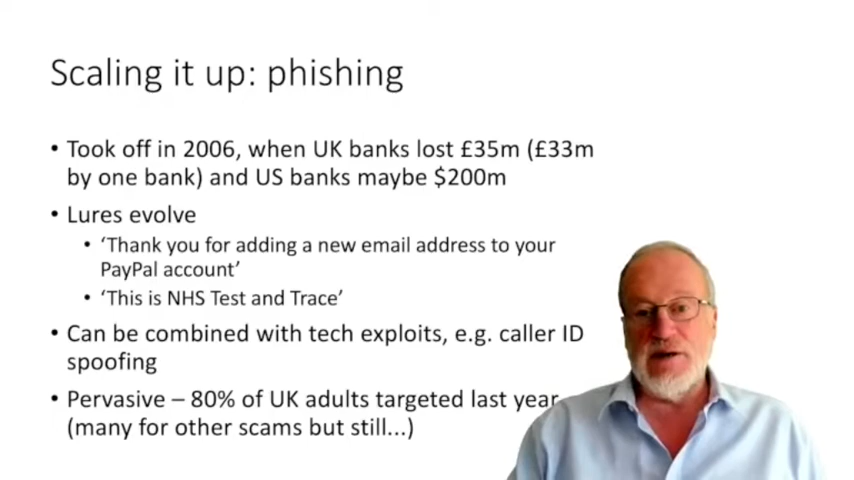 Scaling it up: phishing
• Took off in 2006, when UK banks lost £35m (£33m
by one bank) and US banks maybe $200m
• Lures evolve
• ‘Thank you for adding a new email address to your
PayPal account’
• ‘This is NHS Test and Trace’
• Can be combined with tech exploits, e.g. caller ID
spoofing
• Pervasive – 80% of UK adults targeted last year
(many for other scams but still...)